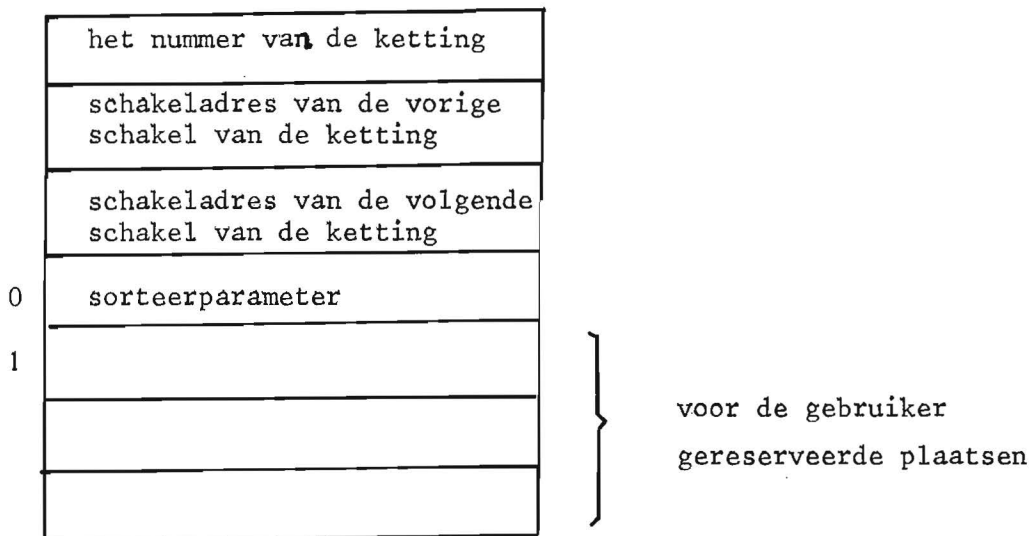 het nummer van de ketting
schakeladres van de vorige
schakel van de ketting
schakeladres van de volgende
schakel van de ketting
0 sorteerparameter
1
voor de gebruiker
gereserveerde plaatsen